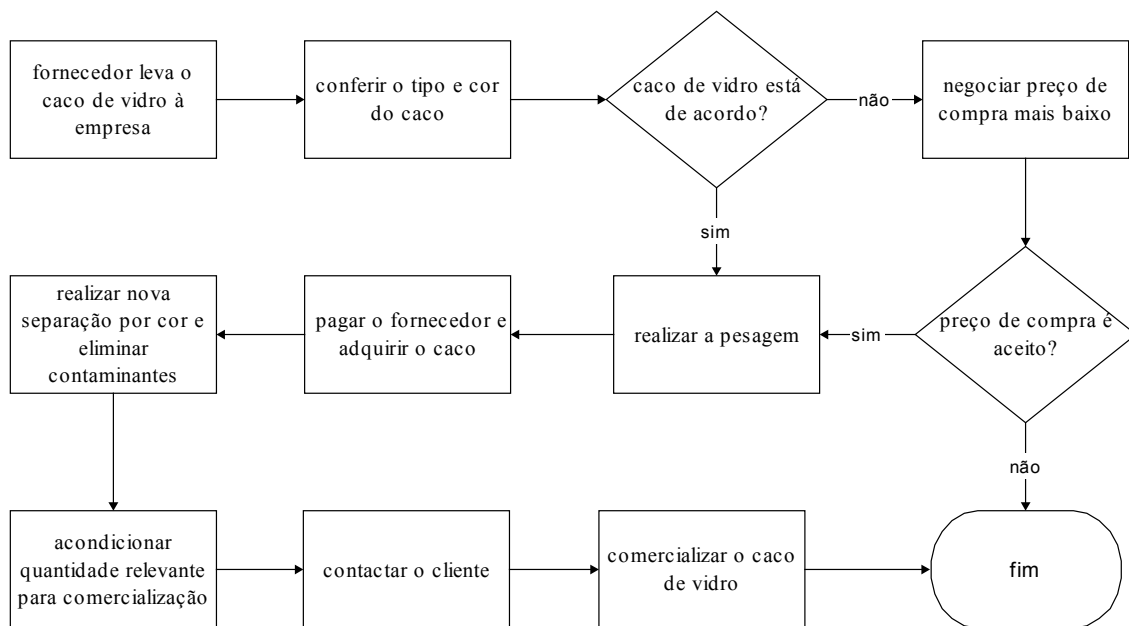 fornecedor leva o
caco de vidro à
empresa
conferir o tipo e cor
do caco
caco de vidro está
de acordo?
não
negociar preço de
compra mais baixo
sim
realizar nova
separação por cor e
eliminar
contaminantes
pagar o fornecedor e
adquirir o caco
realizar a pesagem
sim
preço de compra é
aceito?
não
acondicionar
quantidade relevante
para comercialização
contactar o cliente
comercializar o caco
de vidro
fim